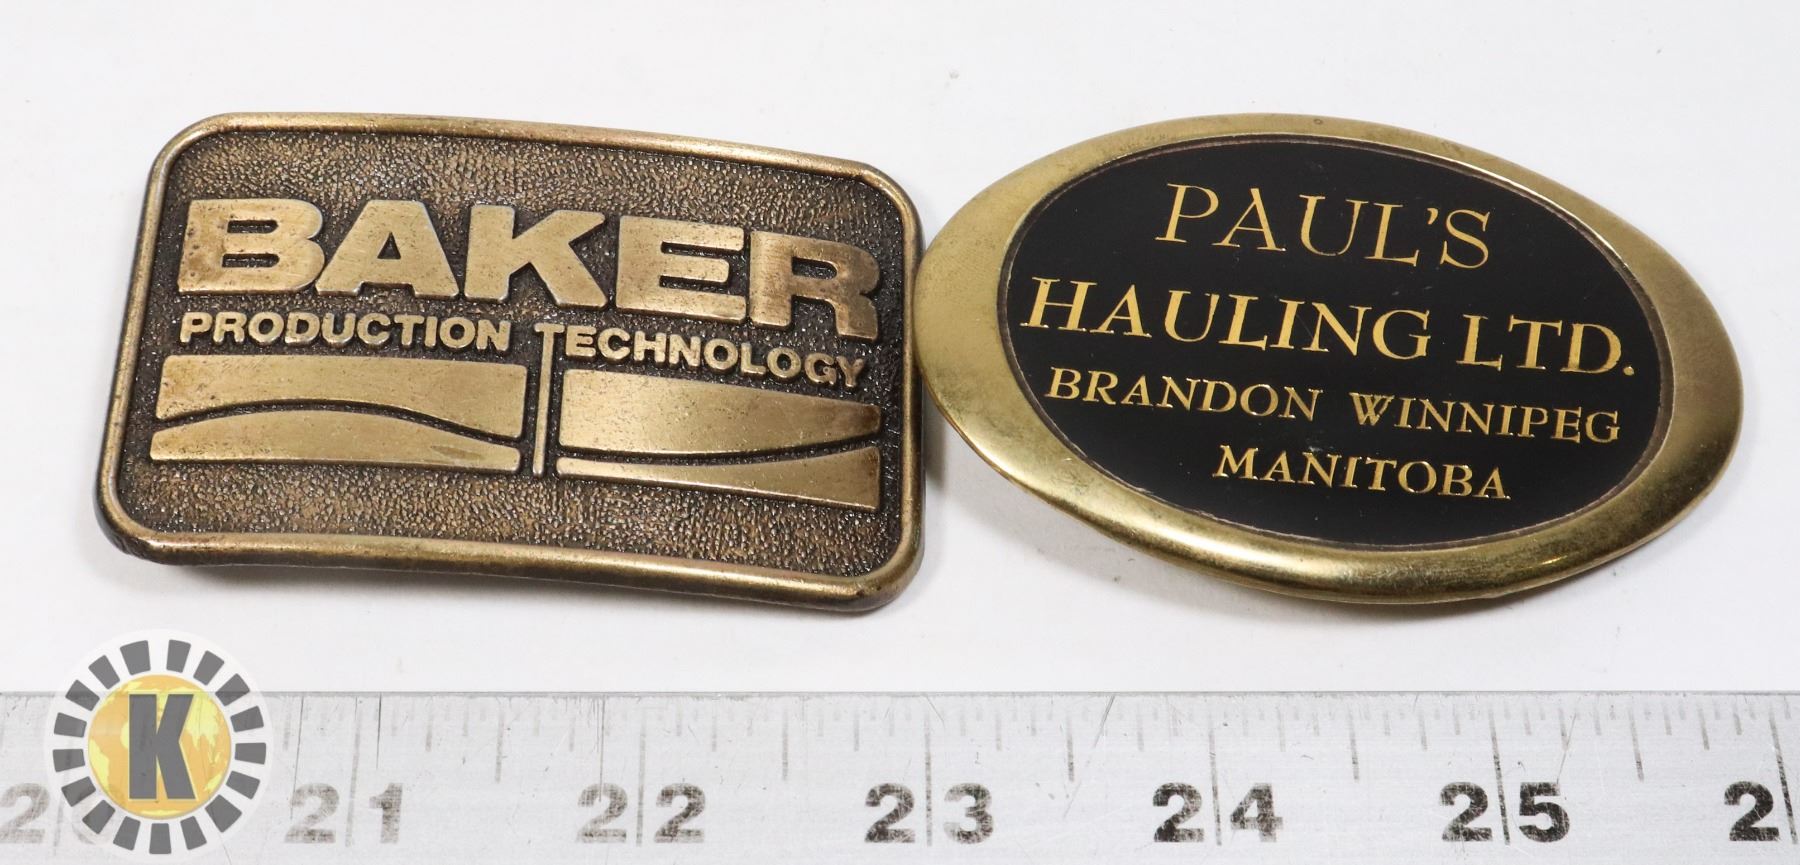 BAKER
PRODUCTION TECHNOLOGY
PAUL'S
HAULING LTD.
BRANDON WINNIPEG
MANITOBA
K
21 22 23 24 25